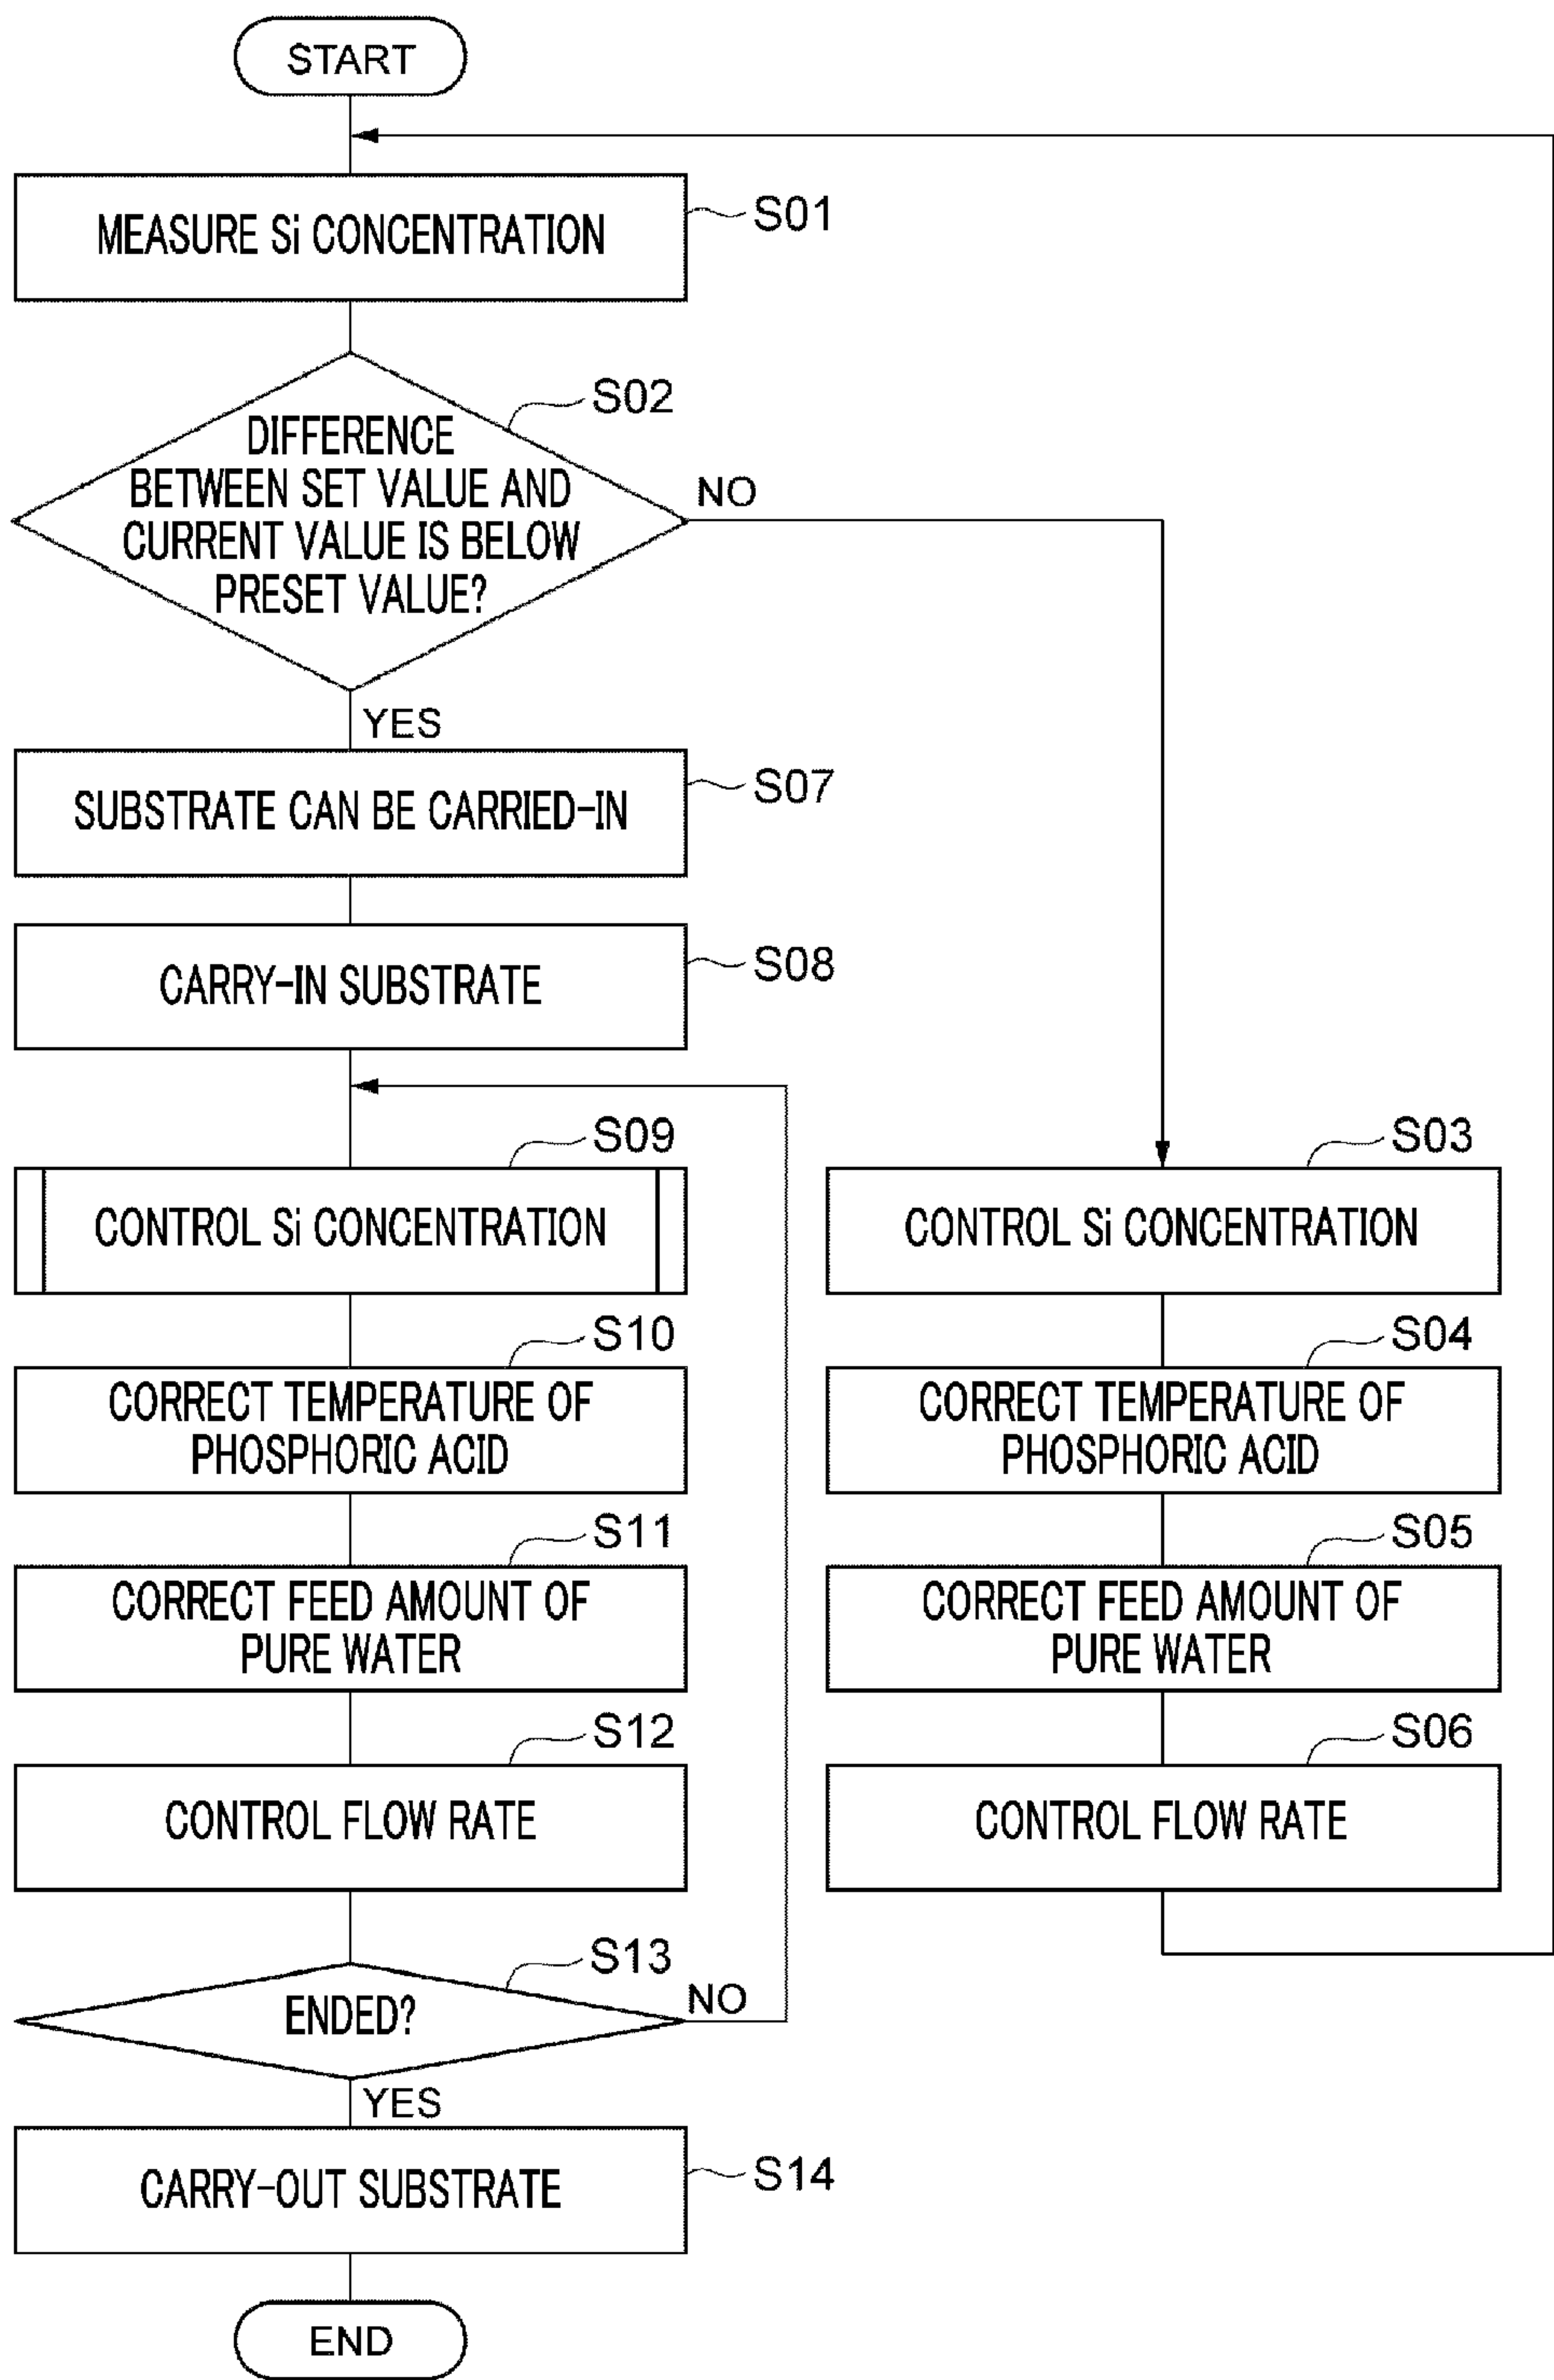 START
MEASURE Si CONCENTRATION
S01
S02
DIFFERENCE
BETWEEN SET VALUE AND
CURRENT VALUE IS BELOW
PRESET VALUE?
NO
YES
SUBSTRATE CAN BE CARRIED-IN
S07
CARRY-IN SUBSTRATE
S08
S09
CONTROL Si CONCENTRATION
S10
CORRECT TEMPERATURE OF
PHOSPHORIC ACID
S11
CORRECT FEED AMOUNT OF
PURE WATER
S12
CONTROL FLOW RATE
S13
ENDED?
NO
YES
CARRY-OUT SUBSTRATE
S14
END
S03
CONTROL Si CONCENTRATION
S04
CORRECT TEMPERATURE OF
PHOSPHORIC ACID
S05
CORRECT FEED AMOUNT OF
PURE WATER
S06
CONTROL FLOW RATE